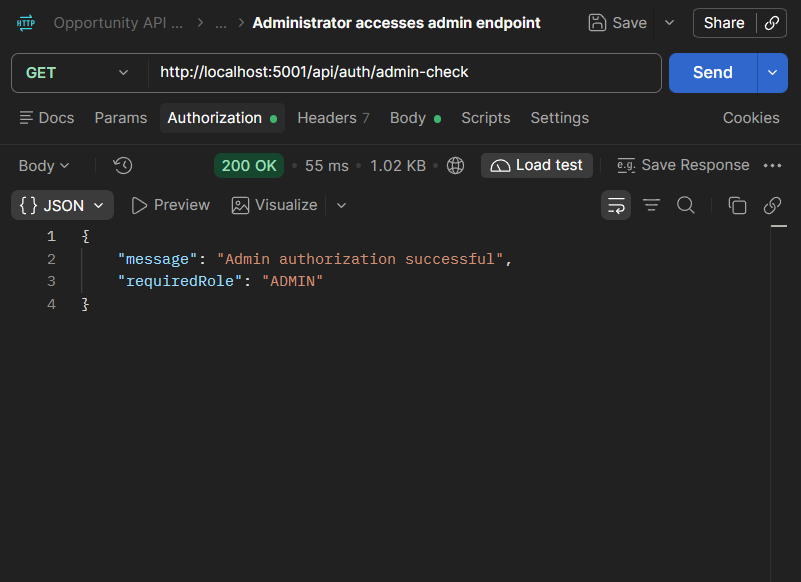 HTTP Opportunity API ... > ... > Administrator accesses admin endpoint Save Share
GET http://localhost:5001/api/auth/admin-check Send
Docs Params Authorization Headers 7 Body Scripts Settings Cookies
Body 200 OK • 55 ms • 1.02 KB • Load test e.g. Save Response
{} JSON Preview Visualize
1 {
2 "message": "Admin authorization successful",
3 "requiredRole": "ADMIN"
4 }